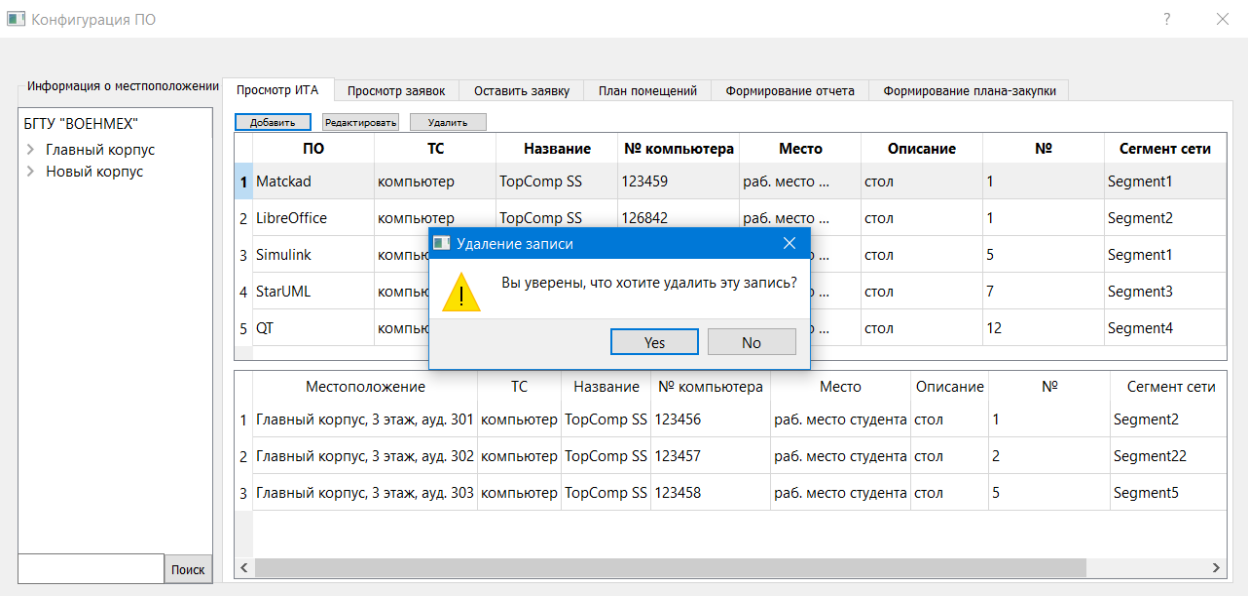 Конфигурация ПО ?
Информация о местпоположении
Просмотр ИТА Просмотр заявок Оставить заявку План помещений Формирование отчета Формирование плана-закупки
БГТУ "ВОЕНМЕХ"
Главный корпус
Новый корпус
Поиск
Добавить Редактировать Удалить
ПО ТС Название № компьютера Место Описание № Сегмент сети
1 Matckad компьютер TopComp SS 123459 раб. место ... стол 1 Segment1
2 LibreOffice компьютер TopComp SS 126842 раб. место ... стол 1 Segment2
3 Simulink стол 5 Segment1
4 StarUML стол 7 Segment3
5 QT стол 12 Segment4
Удаление записи
Вы уверены, что хотите удалить эту запись?
Yes No
Местоположение ТС Название № компьютера Место Описание № Сегмент сети
1 Главный корпус, 3 этаж, ауд. 301 компьютер TopComp SS 123456 раб. место студента стол 1 Segment2
2 Главный корпус, 3 этаж, ауд. 302 компьютер TopComp SS 123457 раб. место студента стол 2 Segment22
3 Главный корпус, 3 этаж, ауд. 303 компьютер TopComp SS 123458 раб. место студента стол 5 Segment5